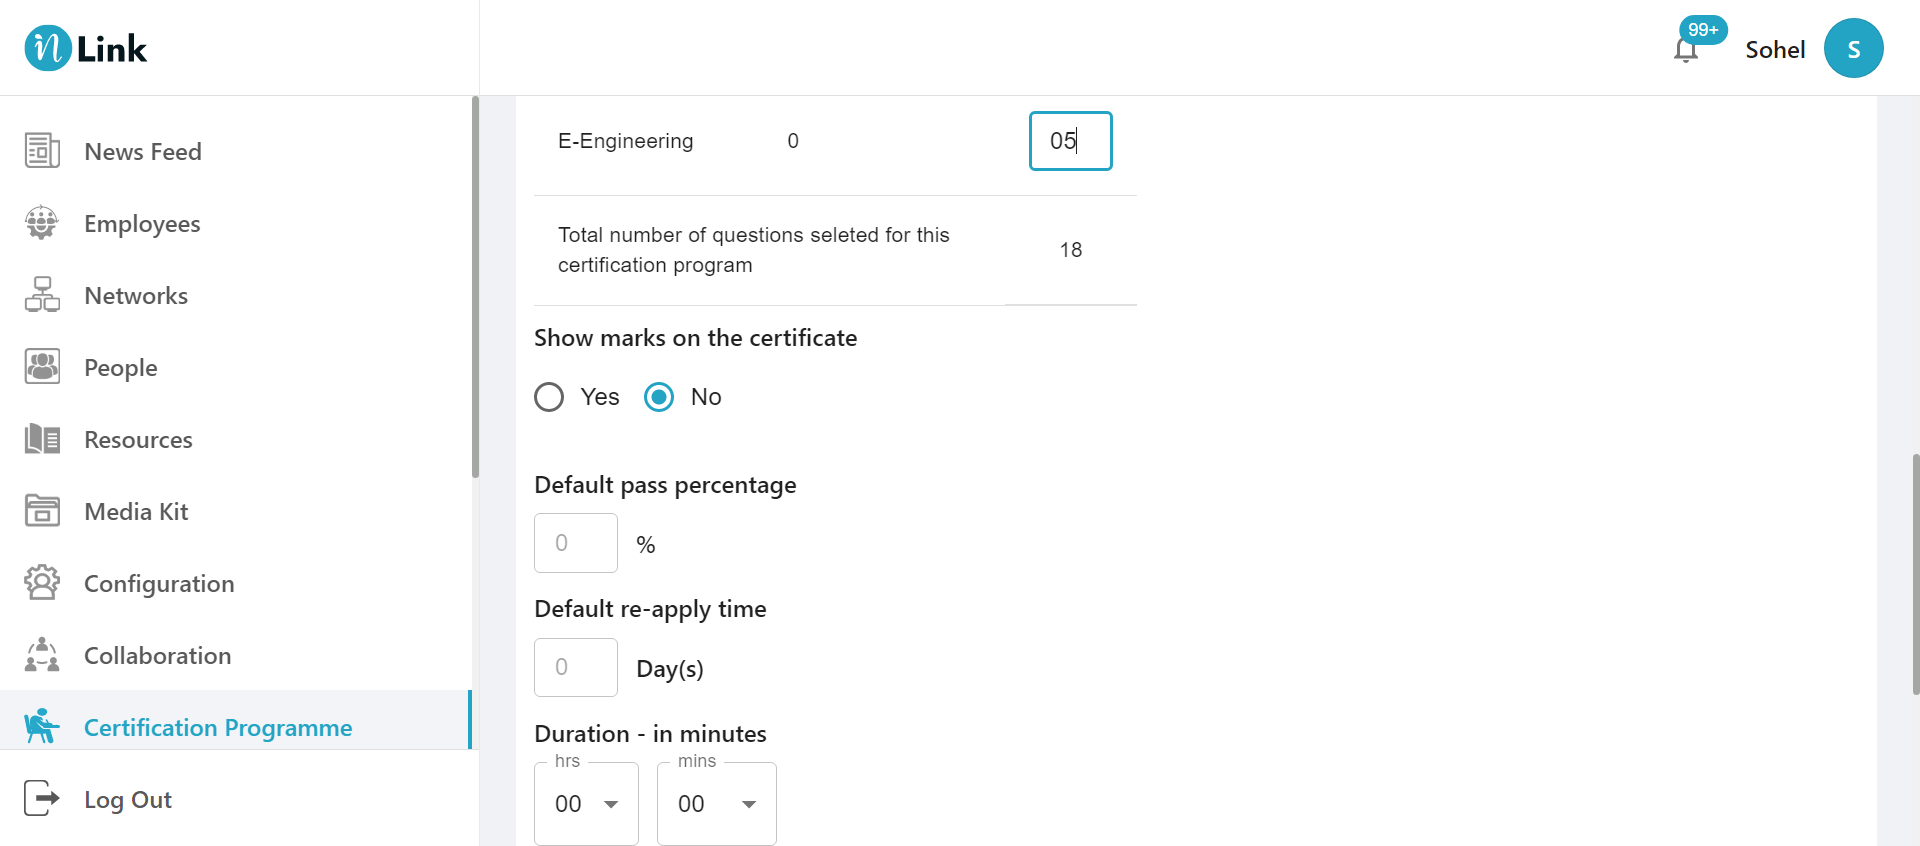 n Link
99+
Sohel
S
News Feed
Employees
Networks
People
Resources
Media Kit
Configuration
Collaboration
Certification Programme
Log Out
E-Engineering 0 05
Total number of questions seleted for this
certification program
18
Show marks on the certificate
Yes No
Default pass percentage
0 %
Default re-apply time
0 Day(s)
Duration - in minutes
hrs mins
00 00